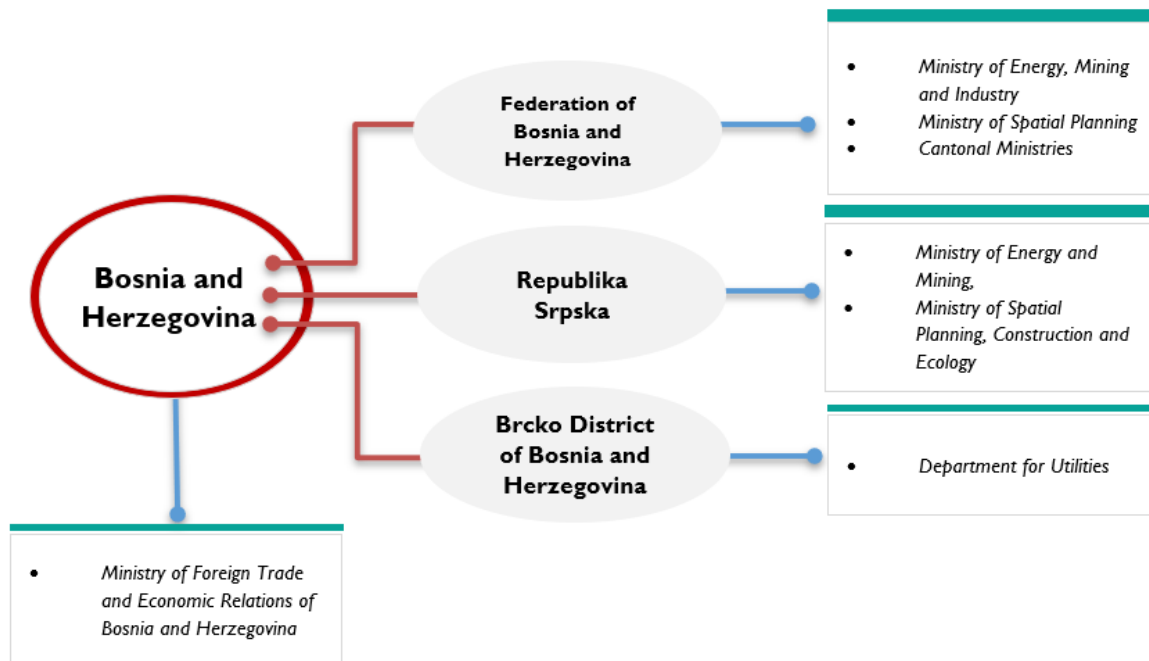 Bosnia and
Herzegovina
Federation of
Bosnia and
Herzegovina
• Ministry of Energy, Mining
and Industry
• Ministry of Spatial Planning
• Cantonal Ministries
Republika
Srpska
• Ministry of Energy and
Mining,
• Ministry of Spatial
Planning, Construction and
Ecology
Brcko District
of Bosnia and
Herzegovina
• Department for Utilities
• Ministry of Foreign Trade
and Economic Relations of
Bosnia and Herzegovina